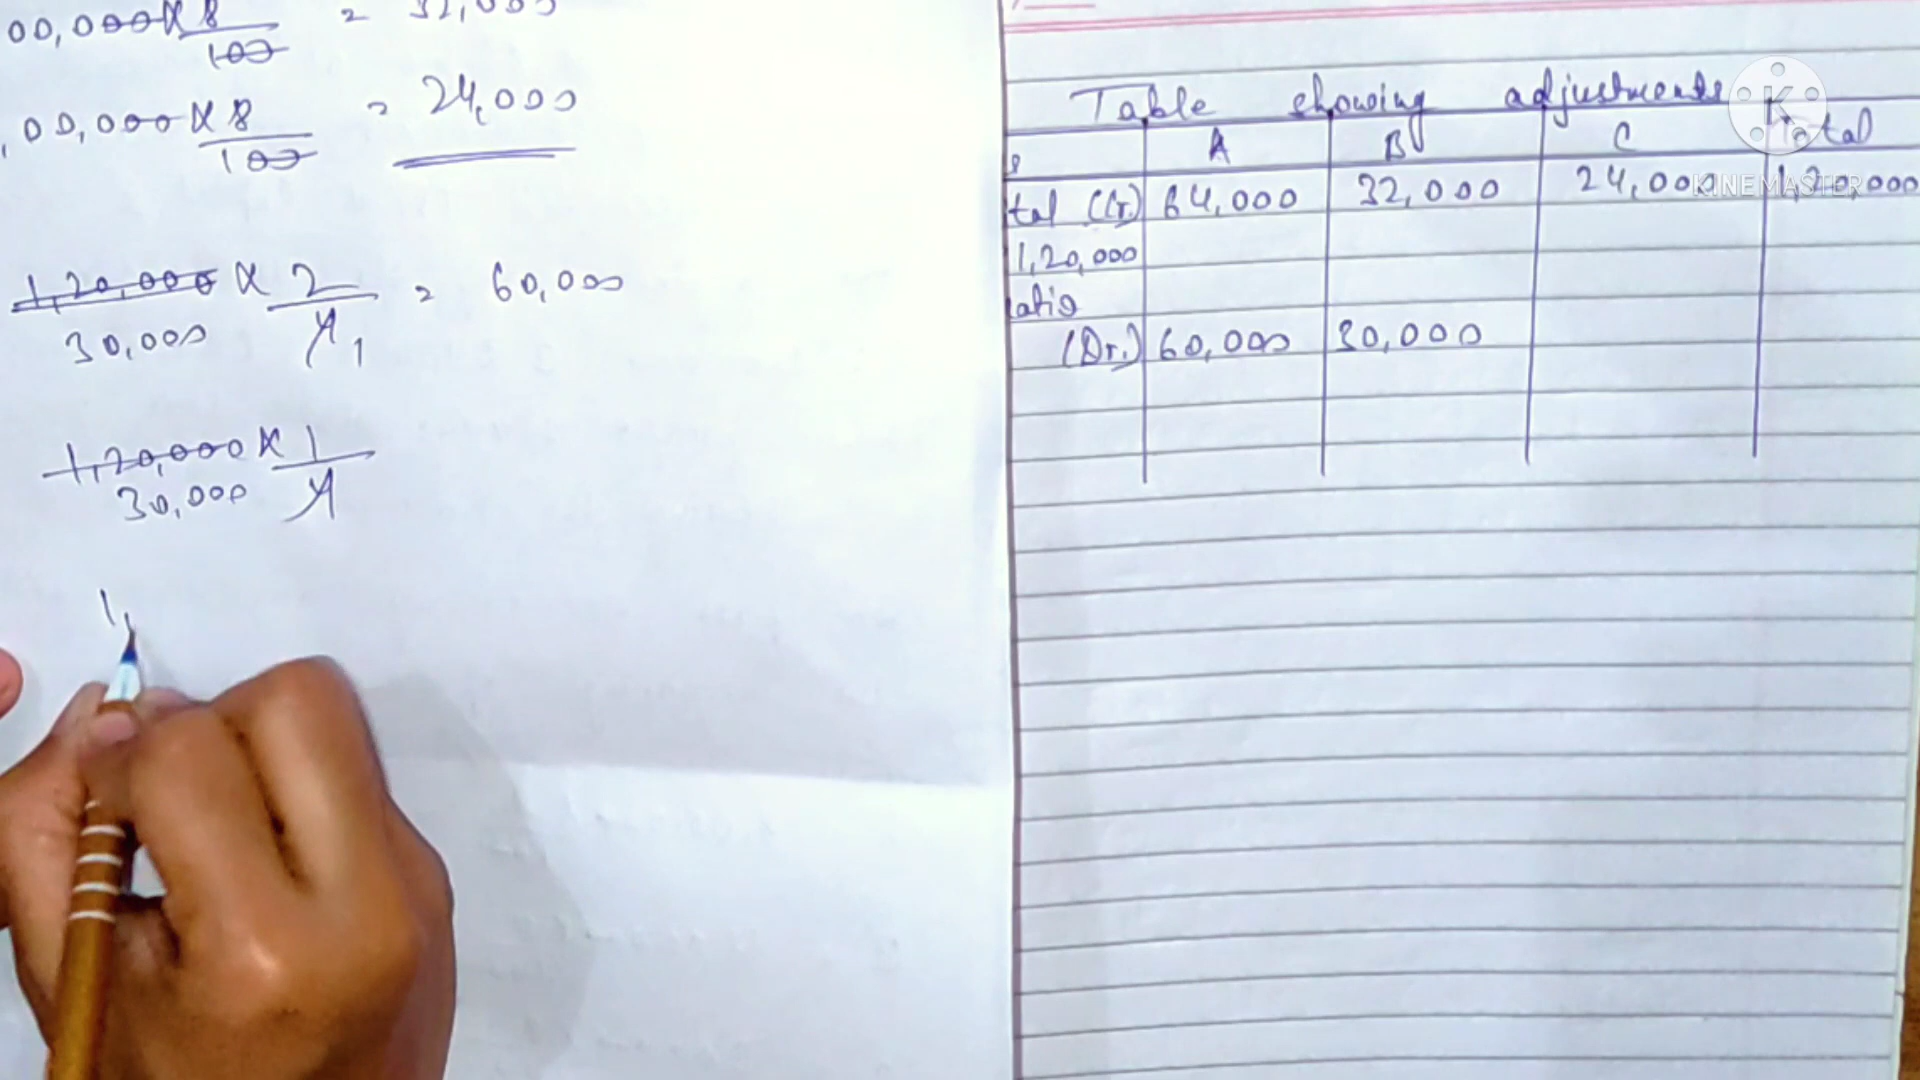 00,000 x 8 = 32,000
100
,00,000 x 8 = 24,000
100
1,20,000 x 2 = 60,000
30,000 4 1
1,20,000 x 1
30,000 4
1,
Table showing adjustments
A B C Total
tal (Cr.) 64,000 32,000 24,000 1,20,000
1,20,000
atio
(Dr.) 60,000 30,000
K
KINEMASTER